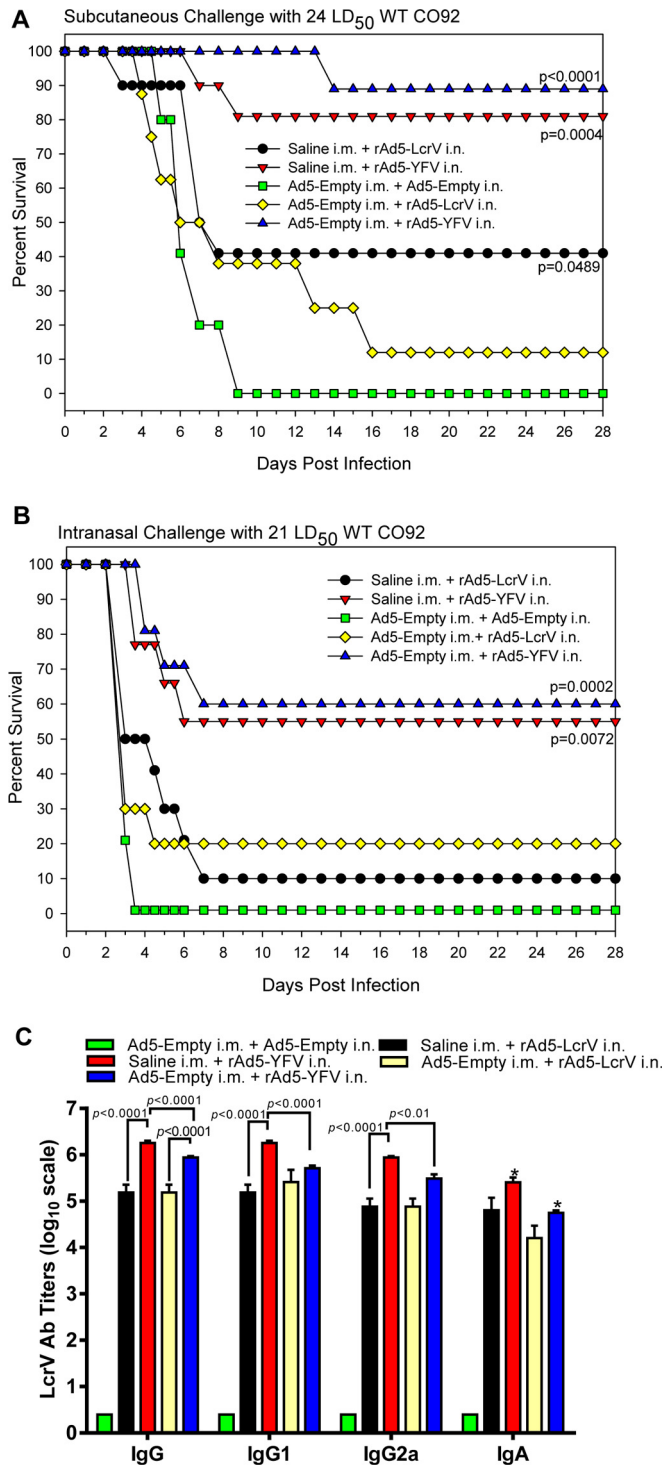 A
Subcutaneous Challenge with 24 LD50 WT CO92
100
90
80
70
60
50
40
30
20
10
0
Percent Survival
p<0.0001
p=0.0004
Saline i.m. + rAd5-LcrV i.n.
Saline i.m. + rAd5-YFV i.n.
Ad5-Empty i.m. + Ad5-Empty i.n.
Ad5-Empty i.m. + rAd5-LcrV i.n.
Ad5-Empty i.m. + rAd5-YFV i.n.
p=0.0489
0 2 4 6 8 10 12 14 16 18 20 22 24 26 28
Days Post Infection
B
Intranasal Challenge with 21 LD50 WT CO92
100
90
80
70
60
50
40
30
20
10
0
Percent Survival
Saline i.m. + rAd5-LcrV i.n.
Saline i.m. + rAd5-YFV i.n.
Ad5-Empty i.m. + Ad5-Empty i.n.
Ad5-Empty i.m.+ rAd5-LcrV i.n.
Ad5-Empty i.m. + rAd5-YFV i.n.
p=0.0002
p=0.0072
0 2 4 6 8 10 12 14 16 18 20 22 24 26 28
Days Post Infection
C
Ad5-Empty i.m. + Ad5-Empty i.n.
Saline i.m. + rAd5-LcrV i.n.
Saline i.m. + rAd5-YFV i.n.
Ad5-Empty i.m. + rAd5-LcrV i.n.
Ad5-Empty i.m. + rAd5-YFV i.n.
7
6
5
4
3
2
1
0
LcrV Ab Titers (log10 scale)
p<0.0001
p<0.0001
p<0.0001
p<0.0001
p<0.0001
p<0.0001
p<0.01
*
*
IgG IgG1 IgG2a IgA